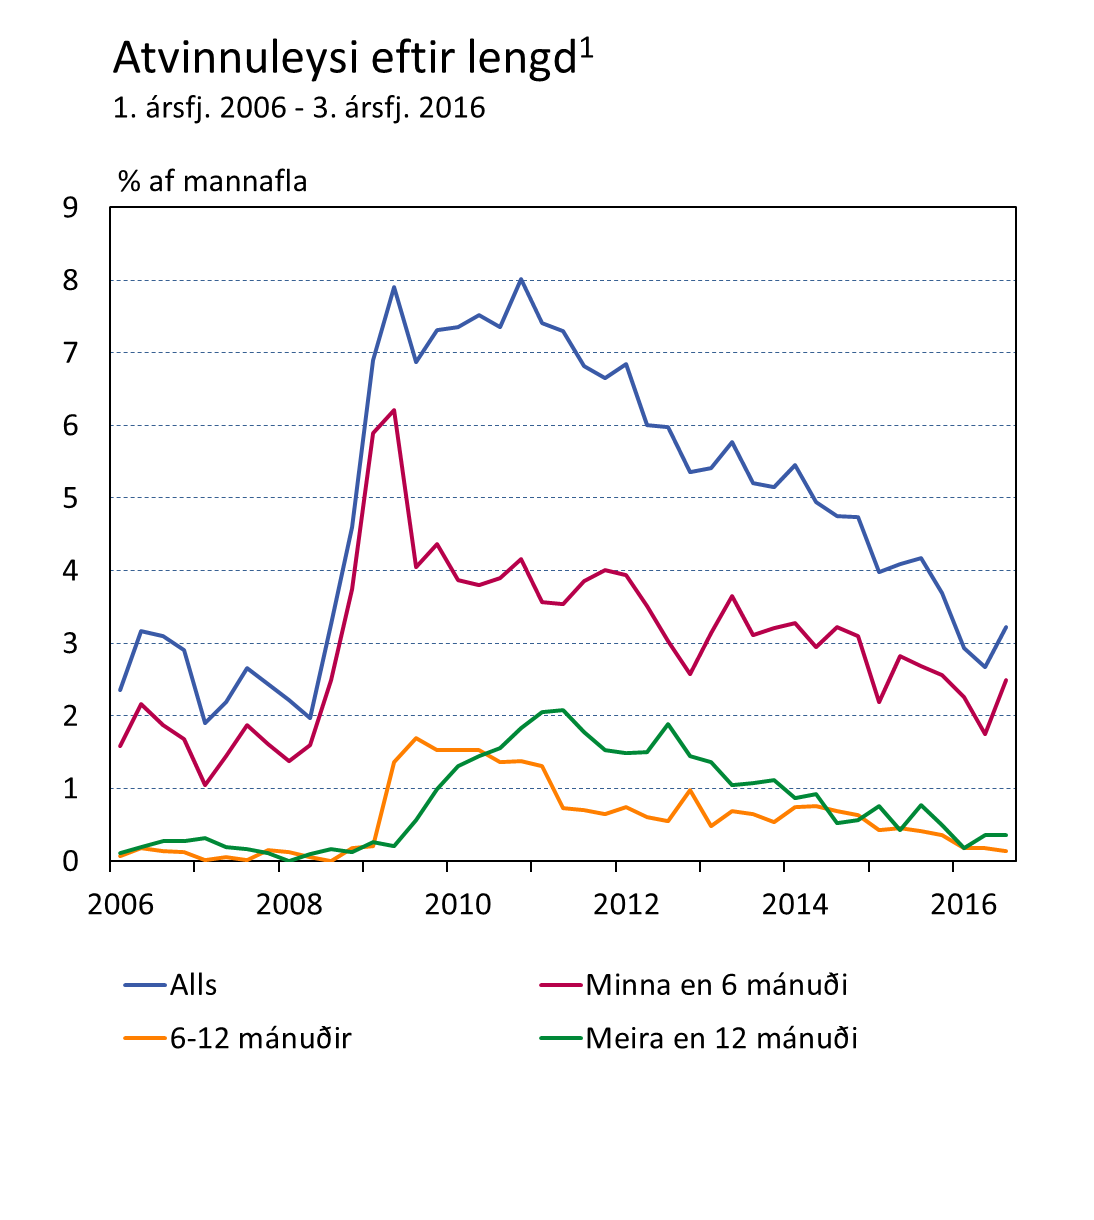 Atvinnuleysi eftir lengd¹
1. ársfj. 2006 - 3. ársfj. 2016
% af mannafla
9
8
7
6
5
4
3
2
1
0
2006 2008 2010 2012 2014 2016
Alls Minna en 6 mánuði
6-12 mánuðir Meira en 12 mánuði